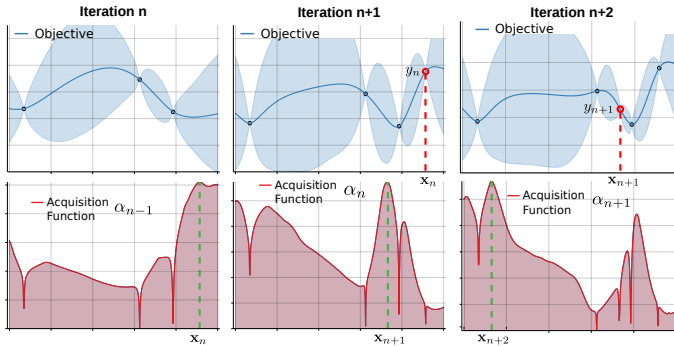 Iteration n
Iteration n+1
Iteration n+2
Objective
Objective
Objective
yₙ
yₙ₊₁
xₙ
xₙ₊₁
Acquisition
Function
αₙ₋₁
Acquisition
Function
αₙ
Acquisition
Function
αₙ₊₁
xₙ
xₙ₊₁
xₙ₊₂